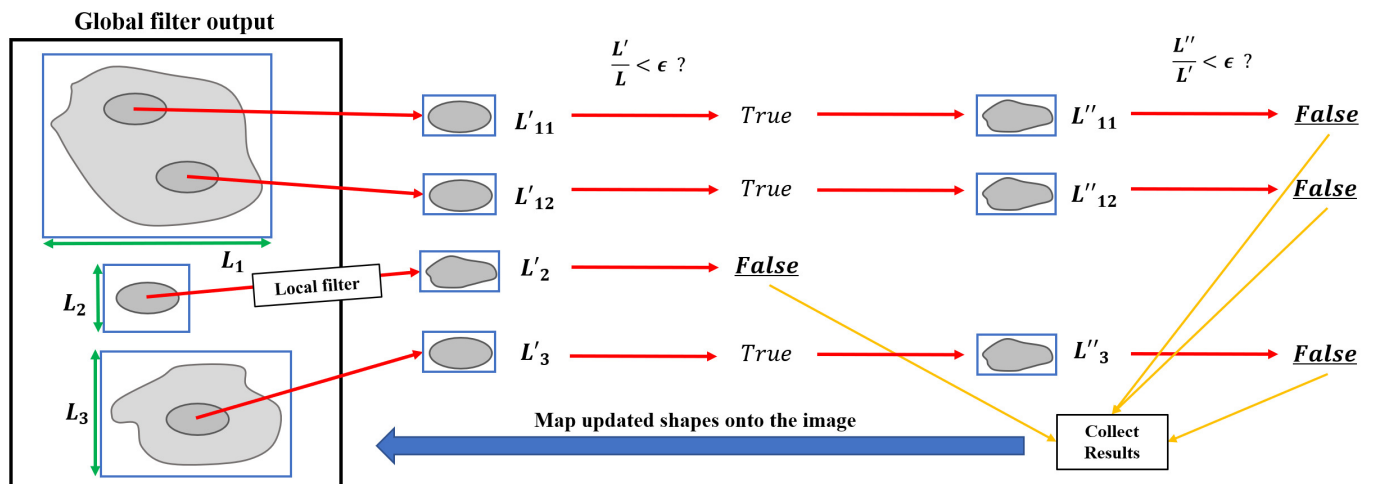 Global filter output
L'/L < ϵ ?
L''/L' < ϵ ?
L'₁₁
True
L''₁₁
False
L'₁₂
True
L''₁₂
False
L₁
Local filter
L'₂
False
L₂
L'₃
True
L''₃
False
L₃
Map updated shapes onto the image
Collect
Results